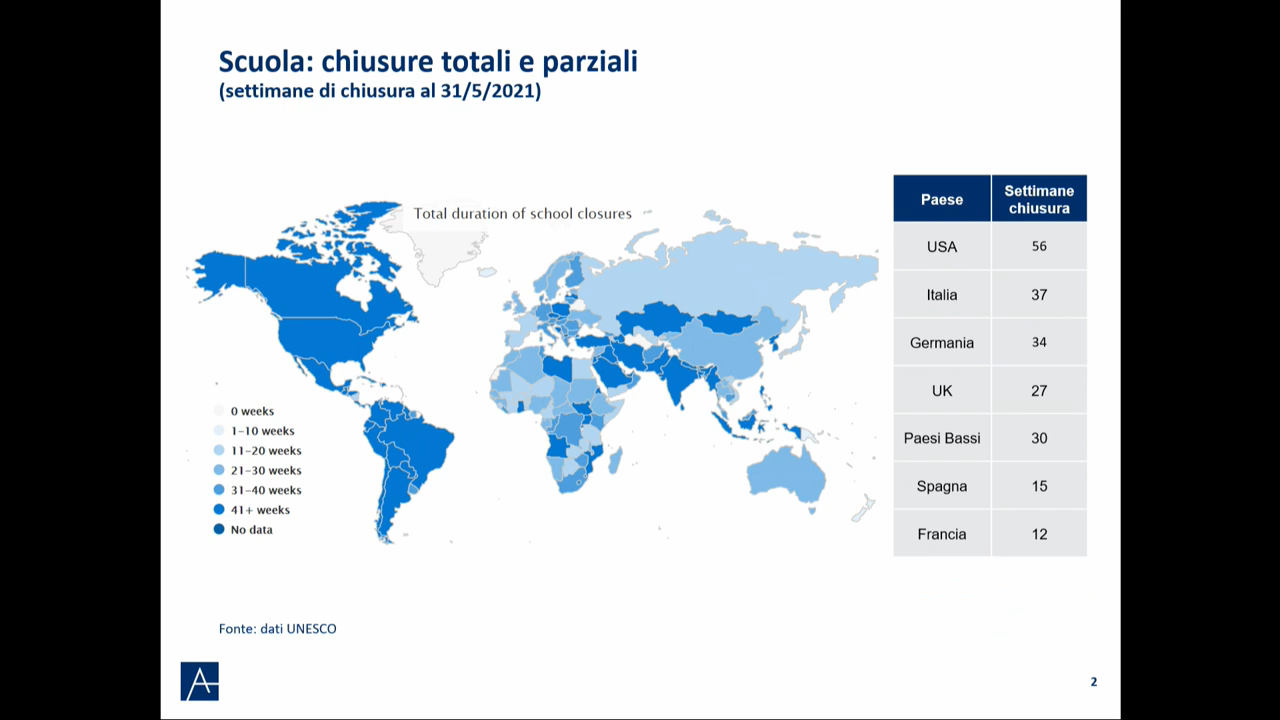 Scuola: chiusure totali e parziali
(settimane di chiusura al 31/5/2021)
Total duration of school closures
0 weeks
1-10 weeks
11-20 weeks
21-30 weeks
31-40 weeks
41+ weeks
No data
Paese Settimane chiusura
USA 56
Italia 37
Germania 34
UK 27
Paesi Bassi 30
Spagna 15
Francia 12
Fonte: dati UNESCO
2